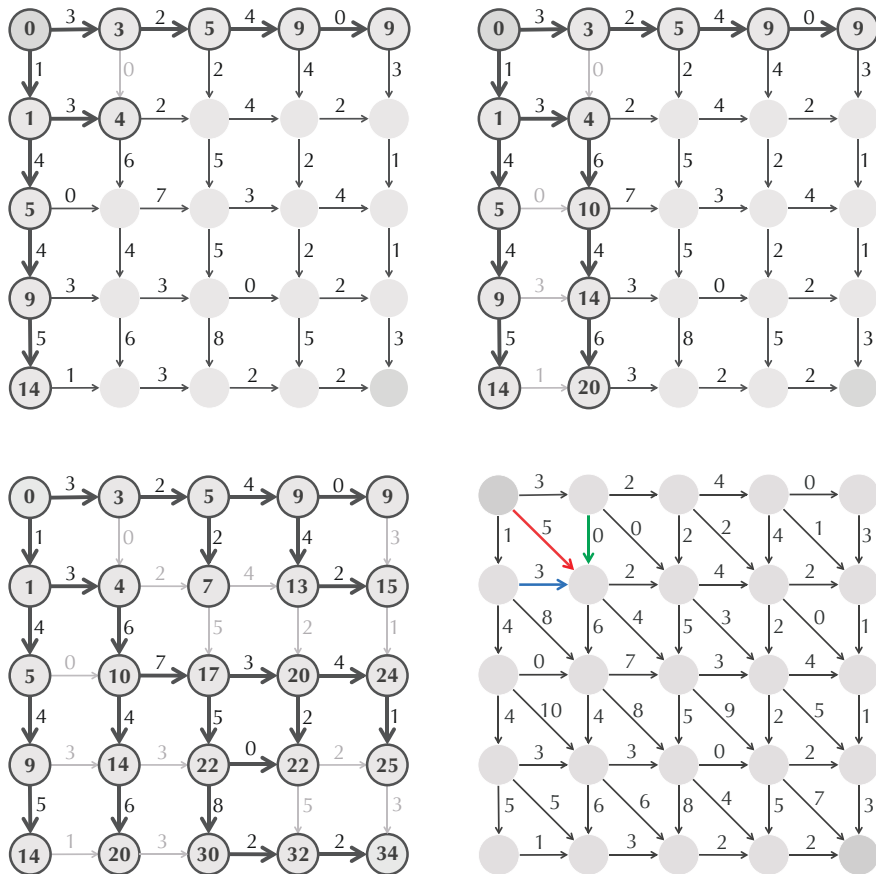 3 2 4 0
0 3 5 9 9
1 0 2 4 3
3 2 4 2
1 4
4 6 5 2 1
0 7 3 4
5
4 4 5 2 1
3 3 0 2
9
5 6 8 5 3
1 3 2 2
14
3 2 4 0
0 3 5 9 9
1 0 2 4 3
3 2 4 2
1 4
4 6 5 2 1
0 7 3 4
5 10
4 4 5 2 1
3 3 0 2
9 14
5 6 8 5 3
1 3 2 2
14 20
3 2 4 0
0 3 5 9 9
1 0 2 4 3
3 2 4 2
1 4 7 13 15
4 6 5 2 1
0 7 3 4
5 10 17 20 24
4 4 5 2 1
3 3 0 2
9 14 22 22 25
5 6 8 5 3
1 3 2 2
14 20 30 32 34
3 2 4 0
1 5 0 0 2 2 4 1 3
3 2 4 2
4 8 6 4 5 3 2 0 1
0 7 3 4
4 10 4 8 5 9 2 5 1
3 3 0 2
5 5 6 6 8 4 5 7 3
1 3 2 2